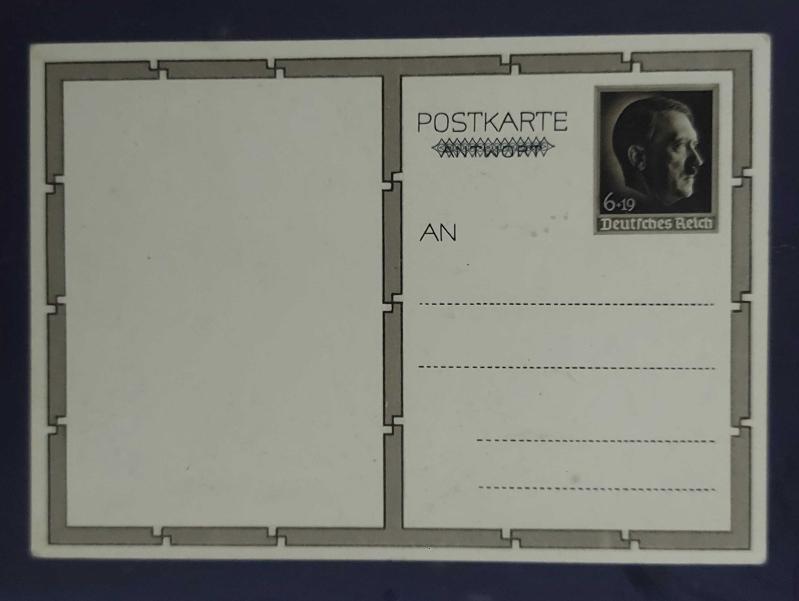 POSTKARTE
ANTWORT
6+19
Deutsches Reich
AN